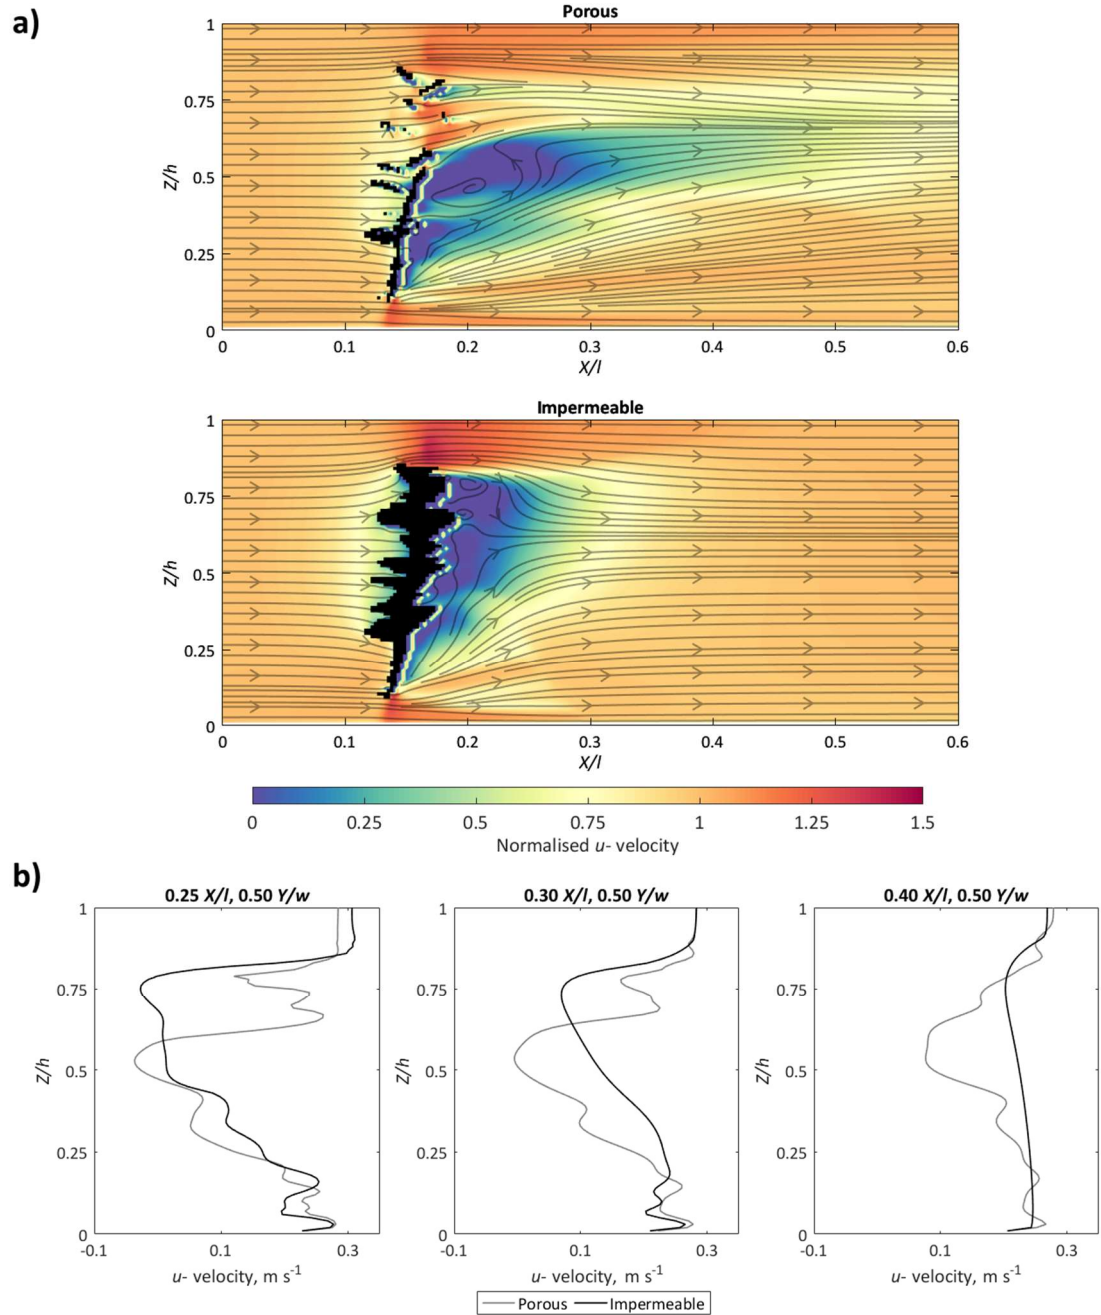 a)
Porous
1
0.75
0.5
0.25
0
Z/h
0 0.1 0.2 0.3 0.4 0.5 0.6
X/l
Impermeable
1
0.75
0.5
0.25
0
Z/h
0 0.1 0.2 0.3 0.4 0.5 0.6
X/l
0 0.25 0.5 0.75 1 1.25 1.5
Normalised u- velocity
b)
0.25 X/l, 0.50 Y/w
1
0.75
0.5
0.25
0
Z/h
-0.1 0.1 0.3
u- velocity, m s⁻¹
0.30 X/l, 0.50 Y/w
1
0.75
0.5
0.25
0
Z/h
-0.1 0.1 0.3
u- velocity, m s⁻¹
0.40 X/l, 0.50 Y/w
1
0.75
0.5
0.25
0
Z/h
-0.1 0.1 0.3
u- velocity, m s⁻¹
Porous Impermeable